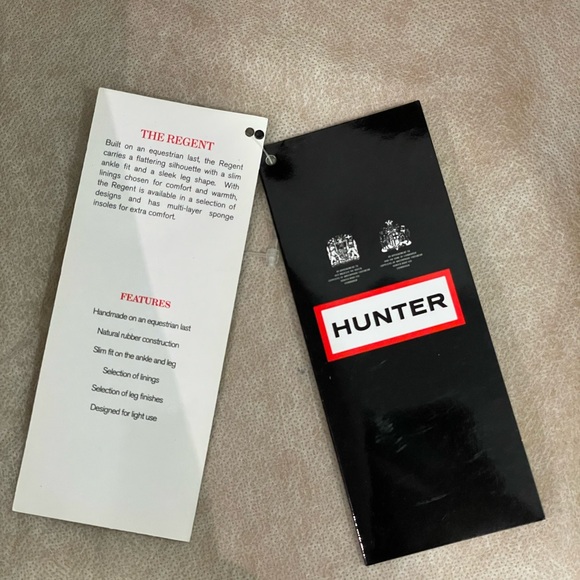 THE REGENT
Built on an equestrian last, the Regent
carries a flattering silhouette with a slim
ankle fit and a sleek leg shape. With
linings chosen for comfort and warmth,
the Regent is available in a selection of
designs and has multi-layer sponge
insoles for extra comfort.
FEATURES
Handmade on an equestrian last
Natural rubber construction
Slim fit on the ankle and leg
Selection of linings
Selection of leg finishes
Designed for light use
HUNTER